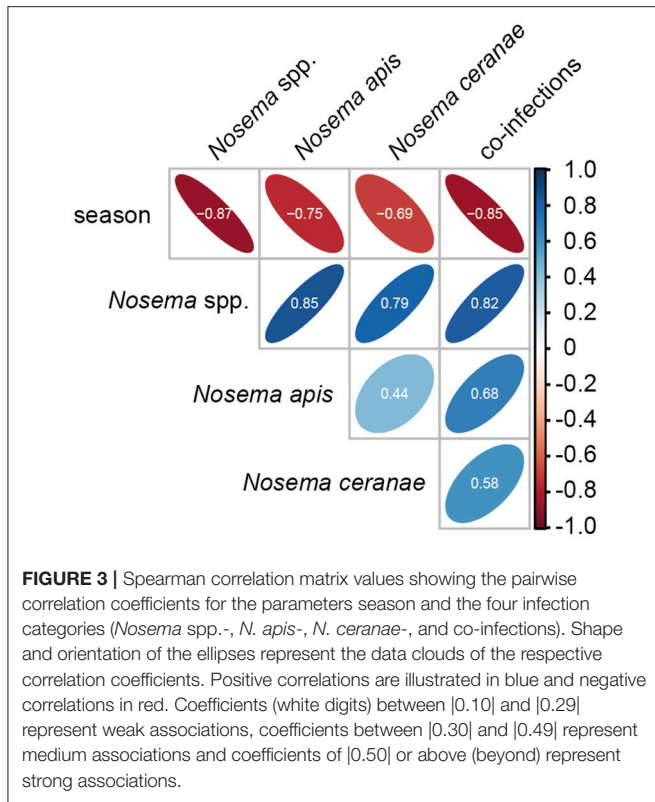 Nosema spp.
Nosema apis
Nosema ceranae
co-infections
season
−0.87
−0.75
−0.69
−0.85
Nosema spp.
0.85
0.79
0.82
Nosema apis
0.44
0.68
Nosema ceranae
0.58
1.0
0.8
0.6
0.4
0.2
0
-0.2
-0.4
-0.6
-0.8
-1.0
FIGURE 3 | Spearman correlation matrix values showing the pairwise
correlation coefficients for the parameters season and the four infection
categories (Nosema spp.-, N. apis-, N. ceranae-, and co-infections). Shape
and orientation of the ellipses represent the data clouds of the respective
correlation coefficients. Positive correlations are illustrated in blue and negative
correlations in red. Coefficients (white digits) between |0.10| and |0.29|
represent weak associations, coefficients between |0.30| and |0.49| represent
medium associations and coefficients of |0.50| or above (beyond) represent
strong associations.